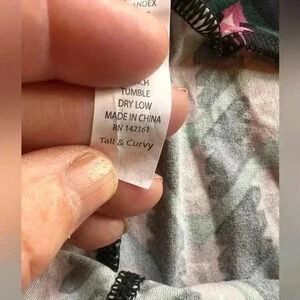 TUMBLE
DRY LOW
MADE IN CHINA
RN 142161
Tall & Curvy